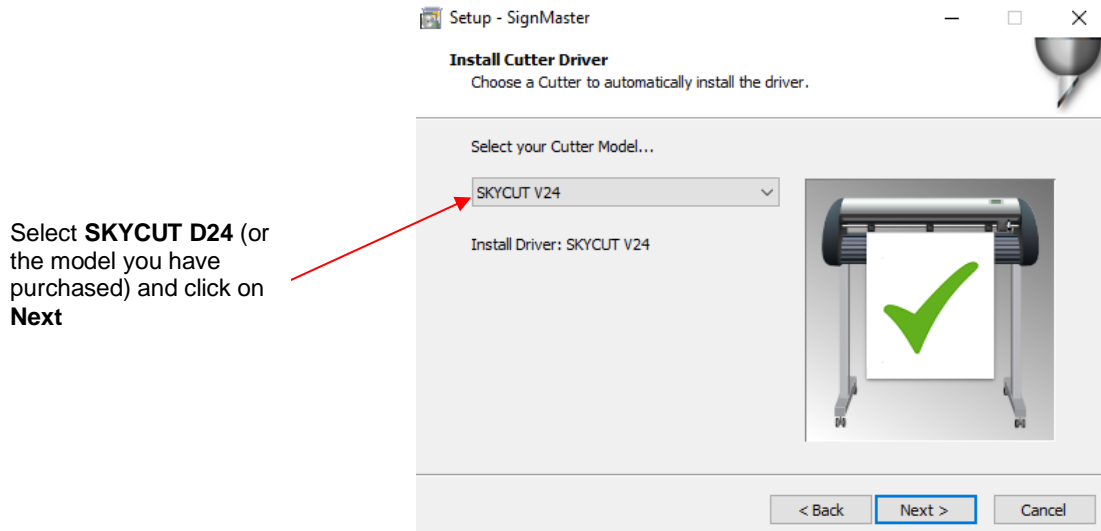 Setup - SignMaster
Install Cutter Driver
Choose a Cutter to automatically install the driver.
Select your Cutter Model...
SKYCUT V24
Install Driver: SKYCUT V24
Select SKYCUT D24 (or
the model you have
purchased) and click on
Next
< Back
Next >
Cancel